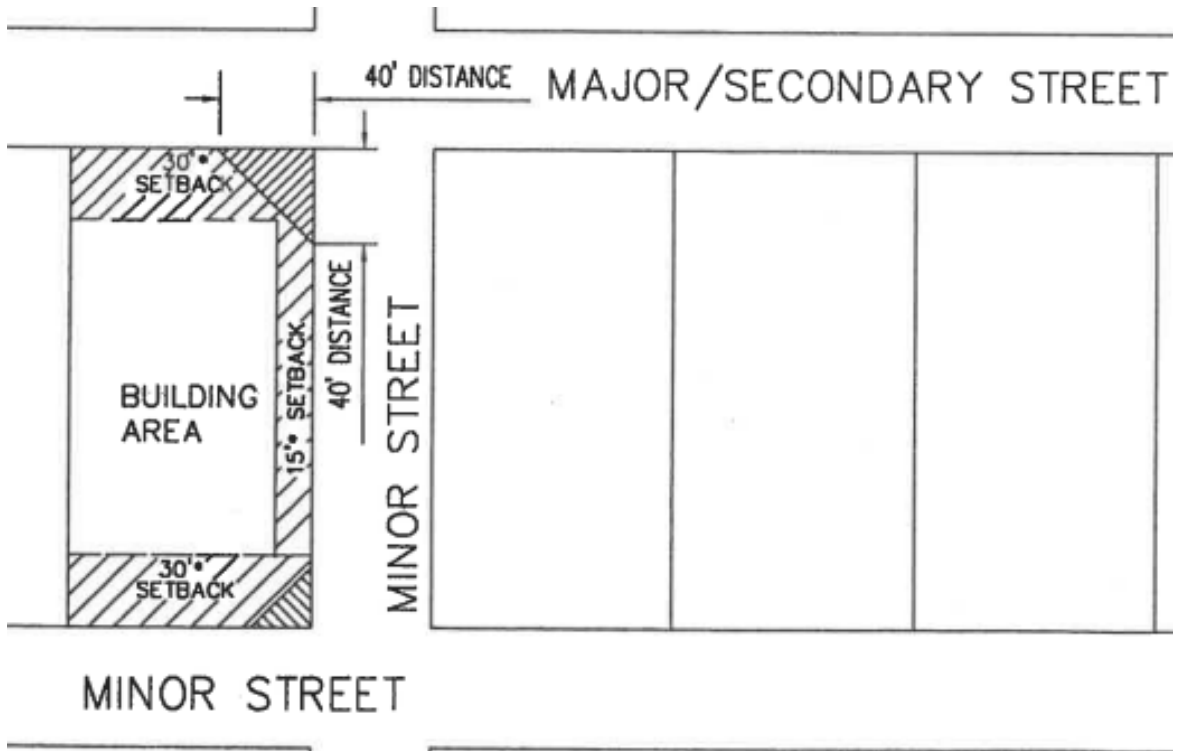 40' DISTANCE
MAJOR/SECONDARY STREET
30'•
SETBACK
40' DISTANCE
15'• SETBACK
MINOR STREET
BUILDING
AREA
30'•
SETBACK
MINOR STREET